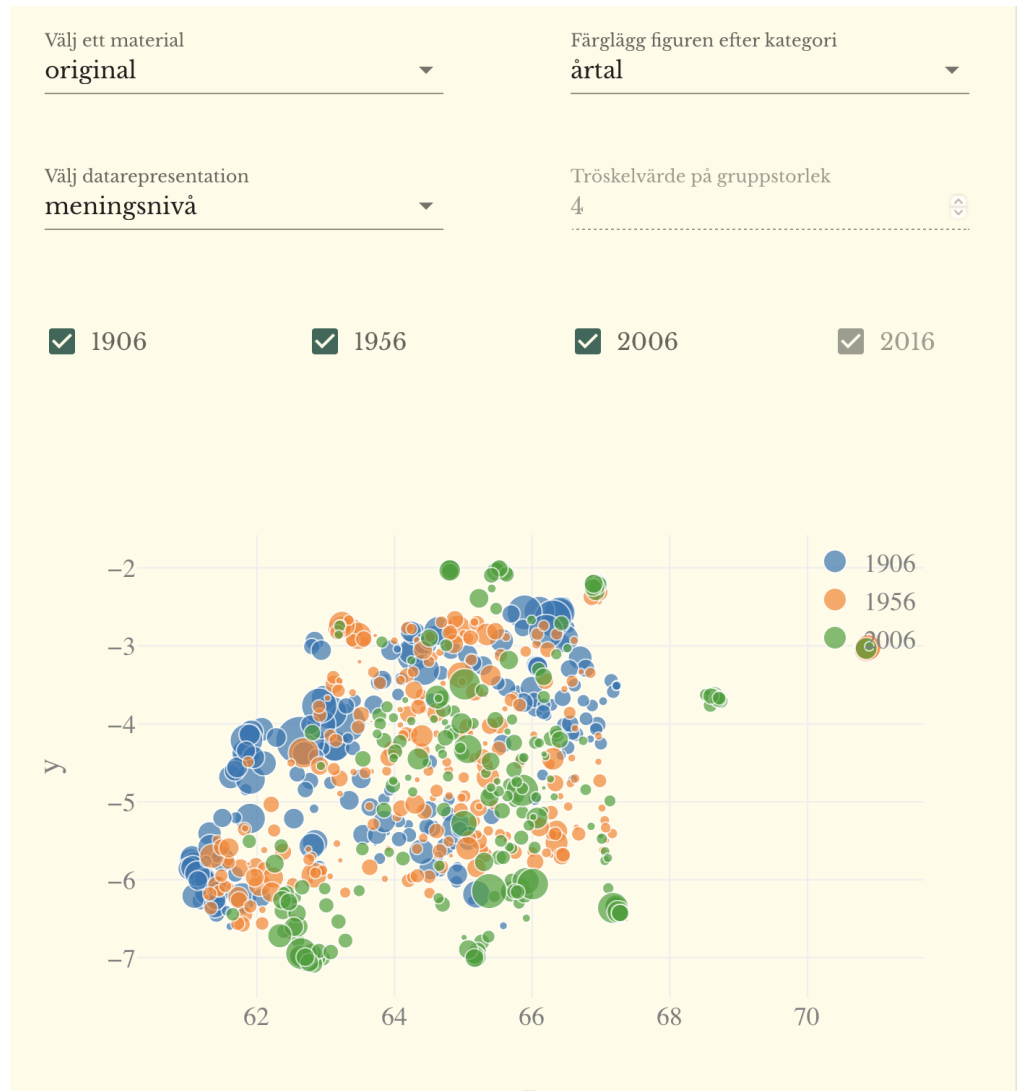 Välj ett material
original
Färglägg figuren efter kategori
årtal
Välj datarepresentation
meningsnivå
Tröskelvärde på gruppstorlek
4
1906
1956
2006
2016
1906
1956
2006
−2
−3
−4
−5
−6
−7
y
62
64
66
68
70